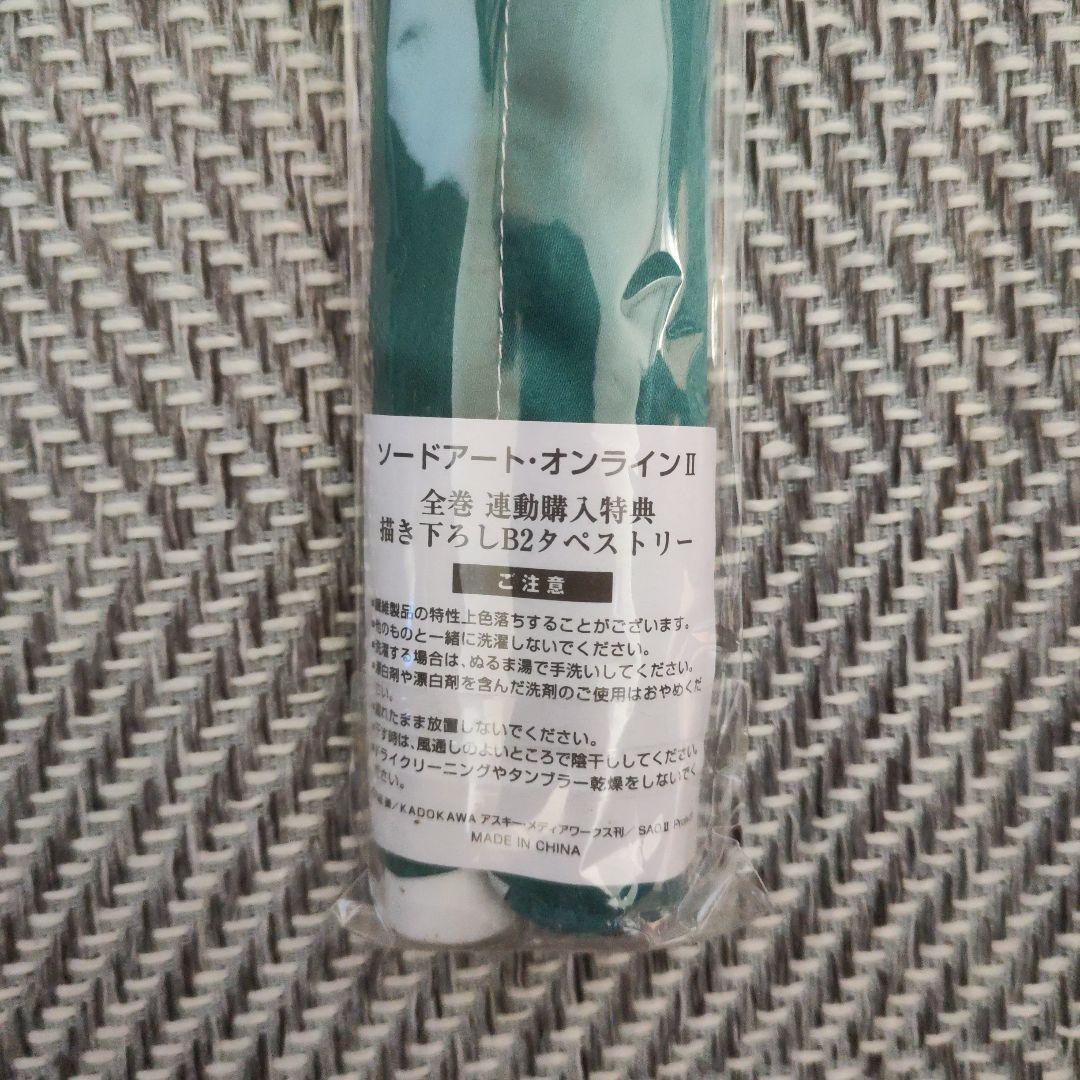 ソードアート・オンラインⅡ
全巻 連動購入特典
描き下ろしB2タペストリー
ご注意
繊維製品の特性上色落ちすることがございます。
他のものと一緒に洗濯しないでください。
洗濯する場合は、ぬるま湯で手洗いしてください。
漂白剤や漂白剤を含んだ洗剤のご使用はおやめくだ
さい。
濡れたまま放置しないでください。
干す時は、風通しのよいところで陰干ししてください。
ドライクリーニングやタンブラー乾燥をしないでく
ださい。
/KADOKAWA アスキー・メディアワークス刊/ SAOⅡ
MADE IN CHINA